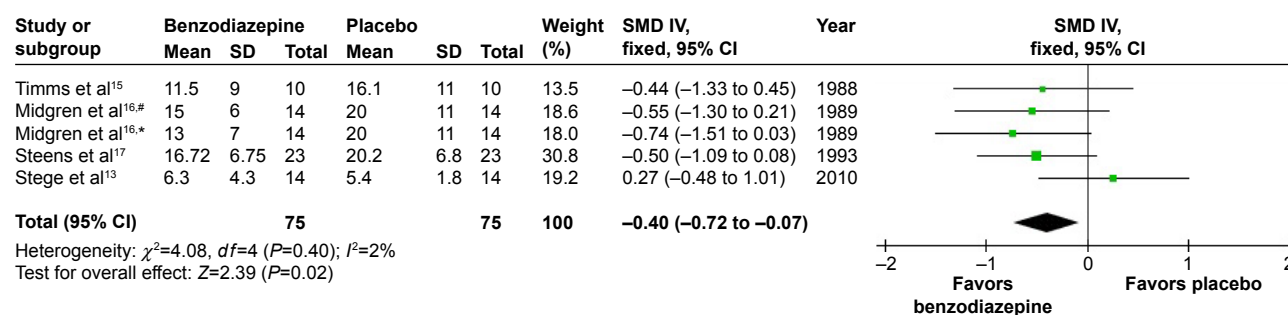 Study or subgroup Benzodiazepine Placebo Weight (%) SMD IV, fixed, 95% CI Year SMD IV, fixed, 95% CI
Mean SD Total Mean SD Total
Timms et al15 11.5 9 10 16.1 11 10 13.5 –0.44 (–1.33 to 0.45) 1988
Midgren et al16,# 15 6 14 20 11 14 18.6 –0.55 (–1.30 to 0.21) 1989
Midgren et al16,* 13 7 14 20 11 14 18.0 –0.74 (–1.51 to 0.03) 1989
Steens et al17 16.72 6.75 23 20.2 6.8 23 30.8 –0.50 (–1.09 to 0.08) 1993
Stege et al13 6.3 4.3 14 5.4 1.8 14 19.2 0.27 (–0.48 to 1.01) 2010
Total (95% CI) 75 75 100 –0.40 (–0.72 to –0.07)
Heterogeneity: χ²=4.08, df=4 (P=0.40); I²=2%
Test for overall effect: Z=2.39 (P=0.02)
–2 –1 0 1 2
Favors benzodiazepine Favors placebo